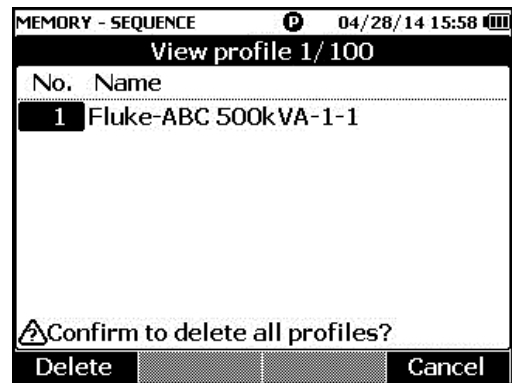 MEMORY - SEQUENCE P 04/28/14 15:58
View profile 1/100
No. Name
1 Fluke-ABC 500kVA-1-1
Confirm to delete all profiles?
Delete Cancel